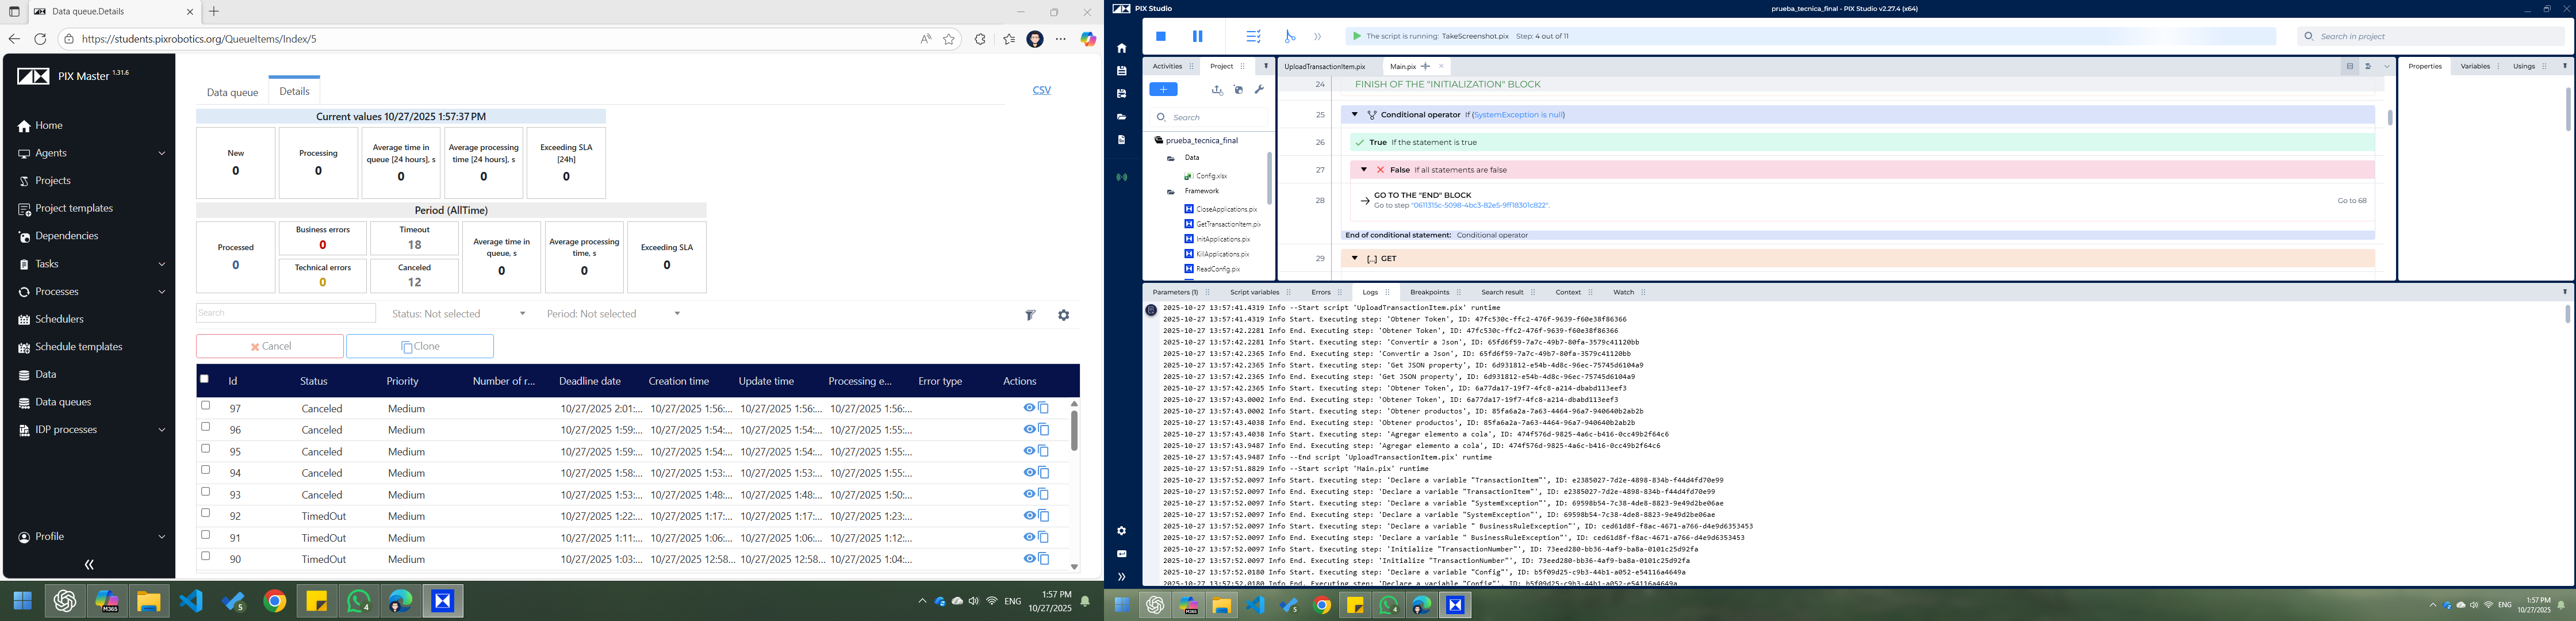 Data queue.Details
https://students.pixrobotics.org/QueueItems/Index/5
PIX Master 1.31.6
Home
Agents
Projects
Project templates
Dependencies
Tasks
Processes
Schedulers
Schedule templates
Data
Data queues
IDP processes
Profile
Data queue Details CSV
Current values 10/27/2025 1:57:37 PM
New 0
Processing 0
Average time in queue [24 hours], s 0
Average processing time [24 hours], s 0
Exceeding SLA [24h] 0
Period (AllTime)
Processed 0
Business errors 0
Technical errors 0
Timeout 18
Canceled 12
Average time in queue, s 0
Average processing time, s 0
Exceeding SLA 0
Search Status: Not selected Period: Not selected
Cancel Clone
Id Status Priority Number of r... Deadline date Creation time Update time Processing e... Error type Actions
97 Canceled Medium 10/27/2025 2:01:... 10/27/2025 1:56:... 10/27/2025 1:56:... 10/27/2025 1:56:...
96 Canceled Medium 10/27/2025 1:59:... 10/27/2025 1:54:... 10/27/2025 1:54:... 10/27/2025 1:55:...
95 Canceled Medium 10/27/2025 1:59:... 10/27/2025 1:54:... 10/27/2025 1:54:... 10/27/2025 1:55:...
94 Canceled Medium 10/27/2025 1:58:... 10/27/2025 1:53:... 10/27/2025 1:53:... 10/27/2025 1:55:...
93 Canceled Medium 10/27/2025 1:53:... 10/27/2025 1:48:... 10/27/2025 1:48:... 10/27/2025 1:50:...
92 TimedOut Medium 10/27/2025 1:22:... 10/27/2025 1:17:... 10/27/2025 1:17:... 10/27/2025 1:23:...
91 TimedOut Medium 10/27/2025 1:11:... 10/27/2025 1:06:... 10/27/2025 1:06:... 10/27/2025 1:12:...
90 TimedOut Medium 10/27/2025 1:03:... 10/27/2025 12:58... 10/27/2025 12:58... 10/27/2025 1:04:...
M365 5 4 ENG 1:57 PM
10/27/2025
PIX Studio prueba_tecnica_final - PIX Studio v2.27.4 (x64)
The script is running: TakeScreenshot.pix Step: 4 out of 11 Search in project
Activities Project
Search
prueba_tecnica_final
Data
Config.xlsx
Framework
CloseApplications.pix
GetTransactionItem.pix
InitApplications.pix
KillApplications.pix
ReadConfig.pix
UploadTransactionItem.pix Main.pix
24 FINISH OF THE "INITIALIZATION" BLOCK
25 Conditional operator If (SystemException is null)
26 True If the statement is true
27 False If all statements are false
28 GO TO THE "END" BLOCK
Go to step "0611315c-5098-4bc3-82e5-9ff18301c822". Go to 68
End of conditional statement: Conditional operator
29 [...] GET
Properties Variables Usings
Parameters (1) Script variables Errors Logs Breakpoints Search result Context Watch
2025-10-27 13:57:41.4319 Info --Start script 'UploadTransactionItem.pix' runtime
2025-10-27 13:57:41.4319 Info Start. Executing step: 'Obtener Token', ID: 47fc530c-ffc2-476f-9639-f60e38f86366
2025-10-27 13:57:42.2281 Info End. Executing step: 'Obtener Token', ID: 47fc530c-ffc2-476f-9639-f60e38f86366
2025-10-27 13:57:42.2281 Info Start. Executing step: 'Convertir a Json', ID: 65fd6f59-7a7c-49b7-80fa-3579c41120bb
2025-10-27 13:57:42.2365 Info End. Executing step: 'Convertir a Json', ID: 65fd6f59-7a7c-49b7-80fa-3579c41120bb
2025-10-27 13:57:42.2365 Info Start. Executing step: 'Get JSON property', ID: 6d931812-e54b-4d8c-96ec-75745d6104a9
2025-10-27 13:57:42.2365 Info End. Executing step: 'Get JSON property', ID: 6d931812-e54b-4d8c-96ec-75745d6104a9
2025-10-27 13:57:42.2365 Info Start. Executing step: 'Obtener Token', ID: 6a77da17-19f7-4fc8-a214-dbabd113eef3
2025-10-27 13:57:43.0002 Info End. Executing step: 'Obtener Token', ID: 6a77da17-19f7-4fc8-a214-dbabd113eef3
2025-10-27 13:57:43.0002 Info Start. Executing step: 'Obtener productos', ID: 85fa6a2a-7a63-4464-96a7-940640b2ab2b
2025-10-27 13:57:43.4038 Info End. Executing step: 'Obtener productos', ID: 85fa6a2a-7a63-4464-96a7-940640b2ab2b
2025-10-27 13:57:43.4038 Info Start. Executing step: 'Agregar elemento a cola', ID: 474f576d-9825-4a6c-b416-0cc49b2f64c6
2025-10-27 13:57:43.9487 Info End. Executing step: 'Agregar elemento a cola', ID: 474f576d-9825-4a6c-b416-0cc49b2f64c6
2025-10-27 13:57:43.9487 Info --End script 'UploadTransactionItem.pix' runtime
2025-10-27 13:57:51.8829 Info --Start script 'Main.pix' runtime
2025-10-27 13:57:52.0097 Info Start. Executing step: 'Declare a variable "TransactionItem"', ID: e2385027-7d2e-4898-834b-f44d4fd70e99
2025-10-27 13:57:52.0097 Info End. Executing step: 'Declare a variable "TransactionItem"', ID: e2385027-7d2e-4898-834b-f44d4fd70e99
2025-10-27 13:57:52.0097 Info Start. Executing step: 'Declare a variable "SystemException"', ID: 69598b54-7c38-4de8-8823-9e49d2be06ae
2025-10-27 13:57:52.0097 Info End. Executing step: 'Declare a variable "SystemException"', ID: 69598b54-7c38-4de8-8823-9e49d2be06ae
2025-10-27 13:57:52.0097 Info Start. Executing step: 'Declare a variable " BusinessRuleException"', ID: ced61d8f-f8ac-4671-a766-d4e9d6353453
2025-10-27 13:57:52.0097 Info End. Executing step: 'Declare a variable " BusinessRuleException"', ID: ced61d8f-f8ac-4671-a766-d4e9d6353453
2025-10-27 13:57:52.0097 Info Start. Executing step: 'Initialize "TransactionNumber"', ID: 73eed280-bb36-4af9-ba8a-0101c25d92fa
2025-10-27 13:57:52.0097 Info End. Executing step: 'Initialize "TransactionNumber"', ID: 73eed280-bb36-4af9-ba8a-0101c25d92fa
2025-10-27 13:57:52.0180 Info Start. Executing step: 'Declare a variable "Config"', ID: b5f09d25-c9b3-44b1-a052-e54116a4649a
2025-10-27 13:57:52.0180 Info End. Executing step: 'Declare a variable "Config"', ID: b5f09d25-c9b3-44b1-a052-e54116a4649a
M365 5 4 ENG 1:57 PM
10/27/2025